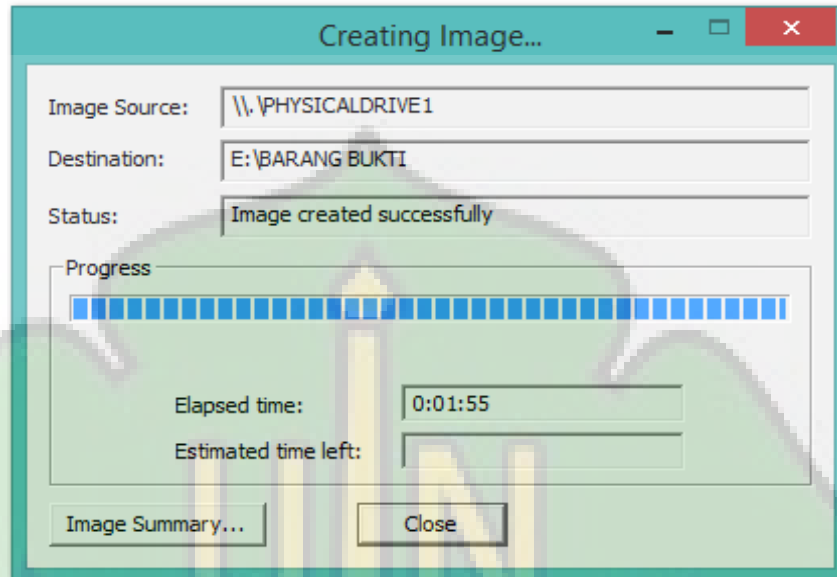 Creating Image...
Image Source: \\.\PHYSICALDRIVE1
Destination: E:\BARANG BUKTI
Status: Image created successfully
Progress
Elapsed time: 0:01:55
Estimated time left:
Image Summary...
Close
UIN